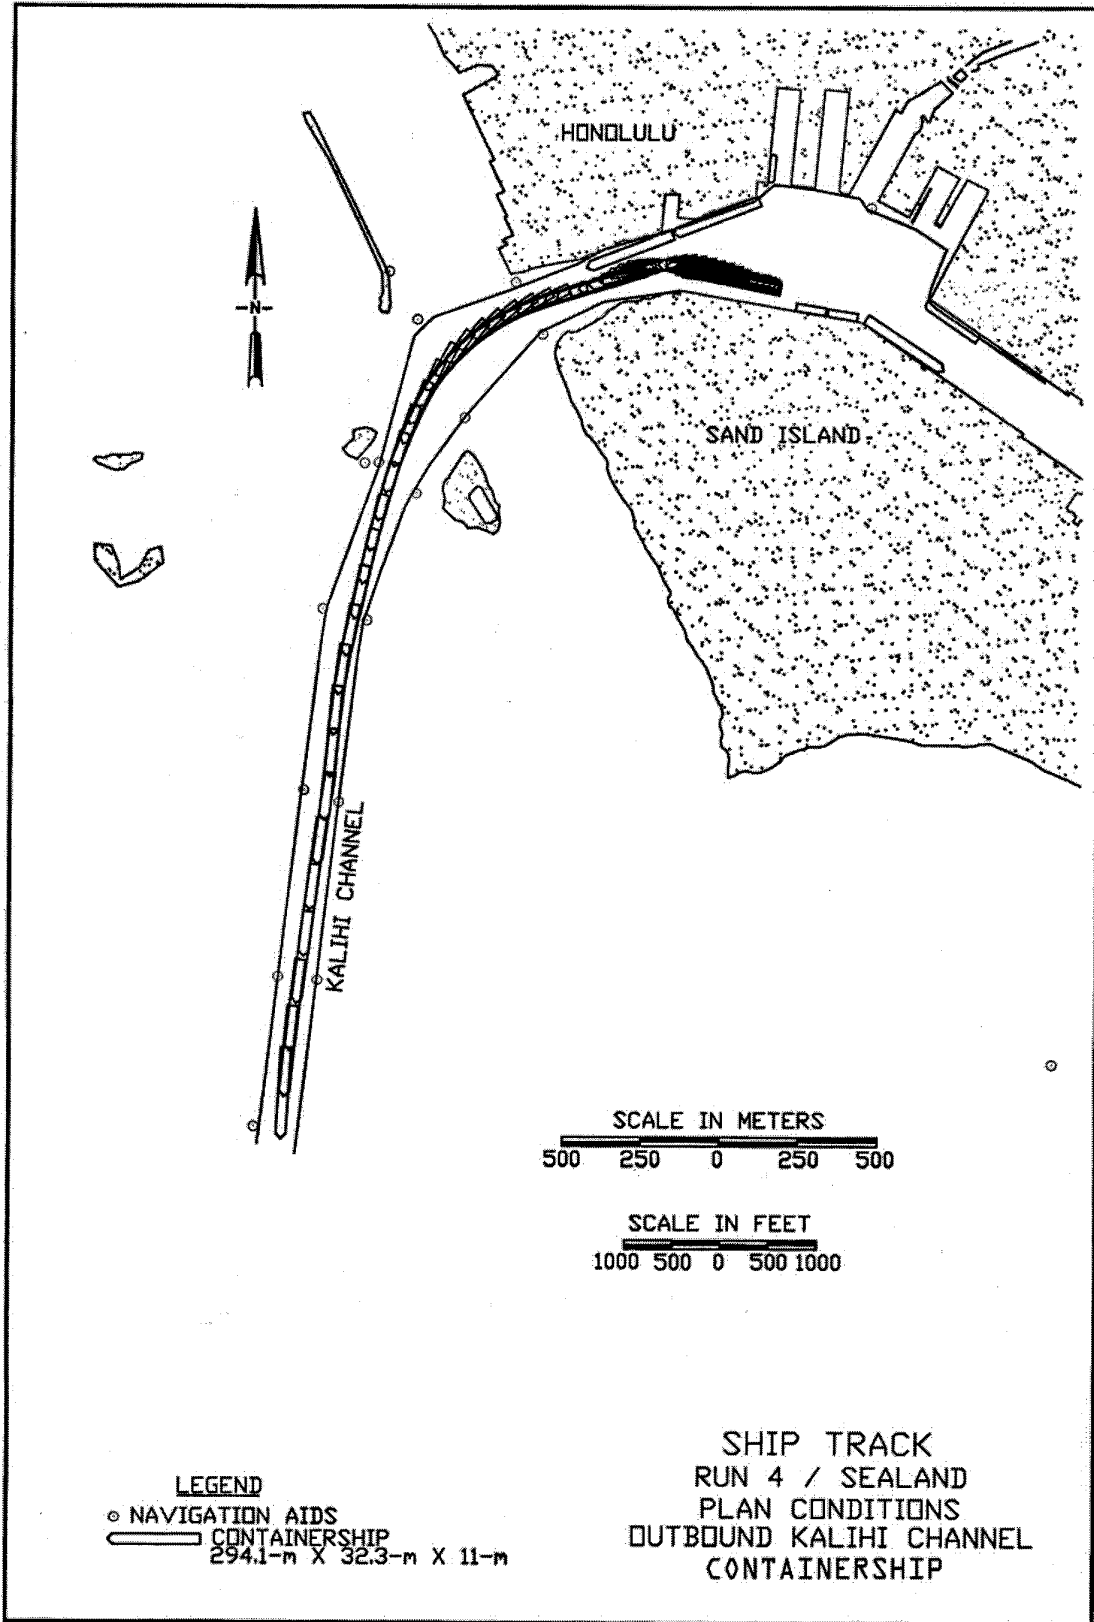 HONOLULU
N
SAND ISLAND
KALIHI CHANNEL
SCALE IN METERS
500 250 0 250 500
SCALE IN FEET
1000 500 0 500 1000
LEGEND
NAVIGATION AIDS
CONTAINERSHIP
294.1-m X 32.3-m X 11-m
SHIP TRACK
RUN 4 / SEALAND
PLAN CONDITIONS
OUTBOUND KALIHI CHANNEL
CONTAINERSHIP